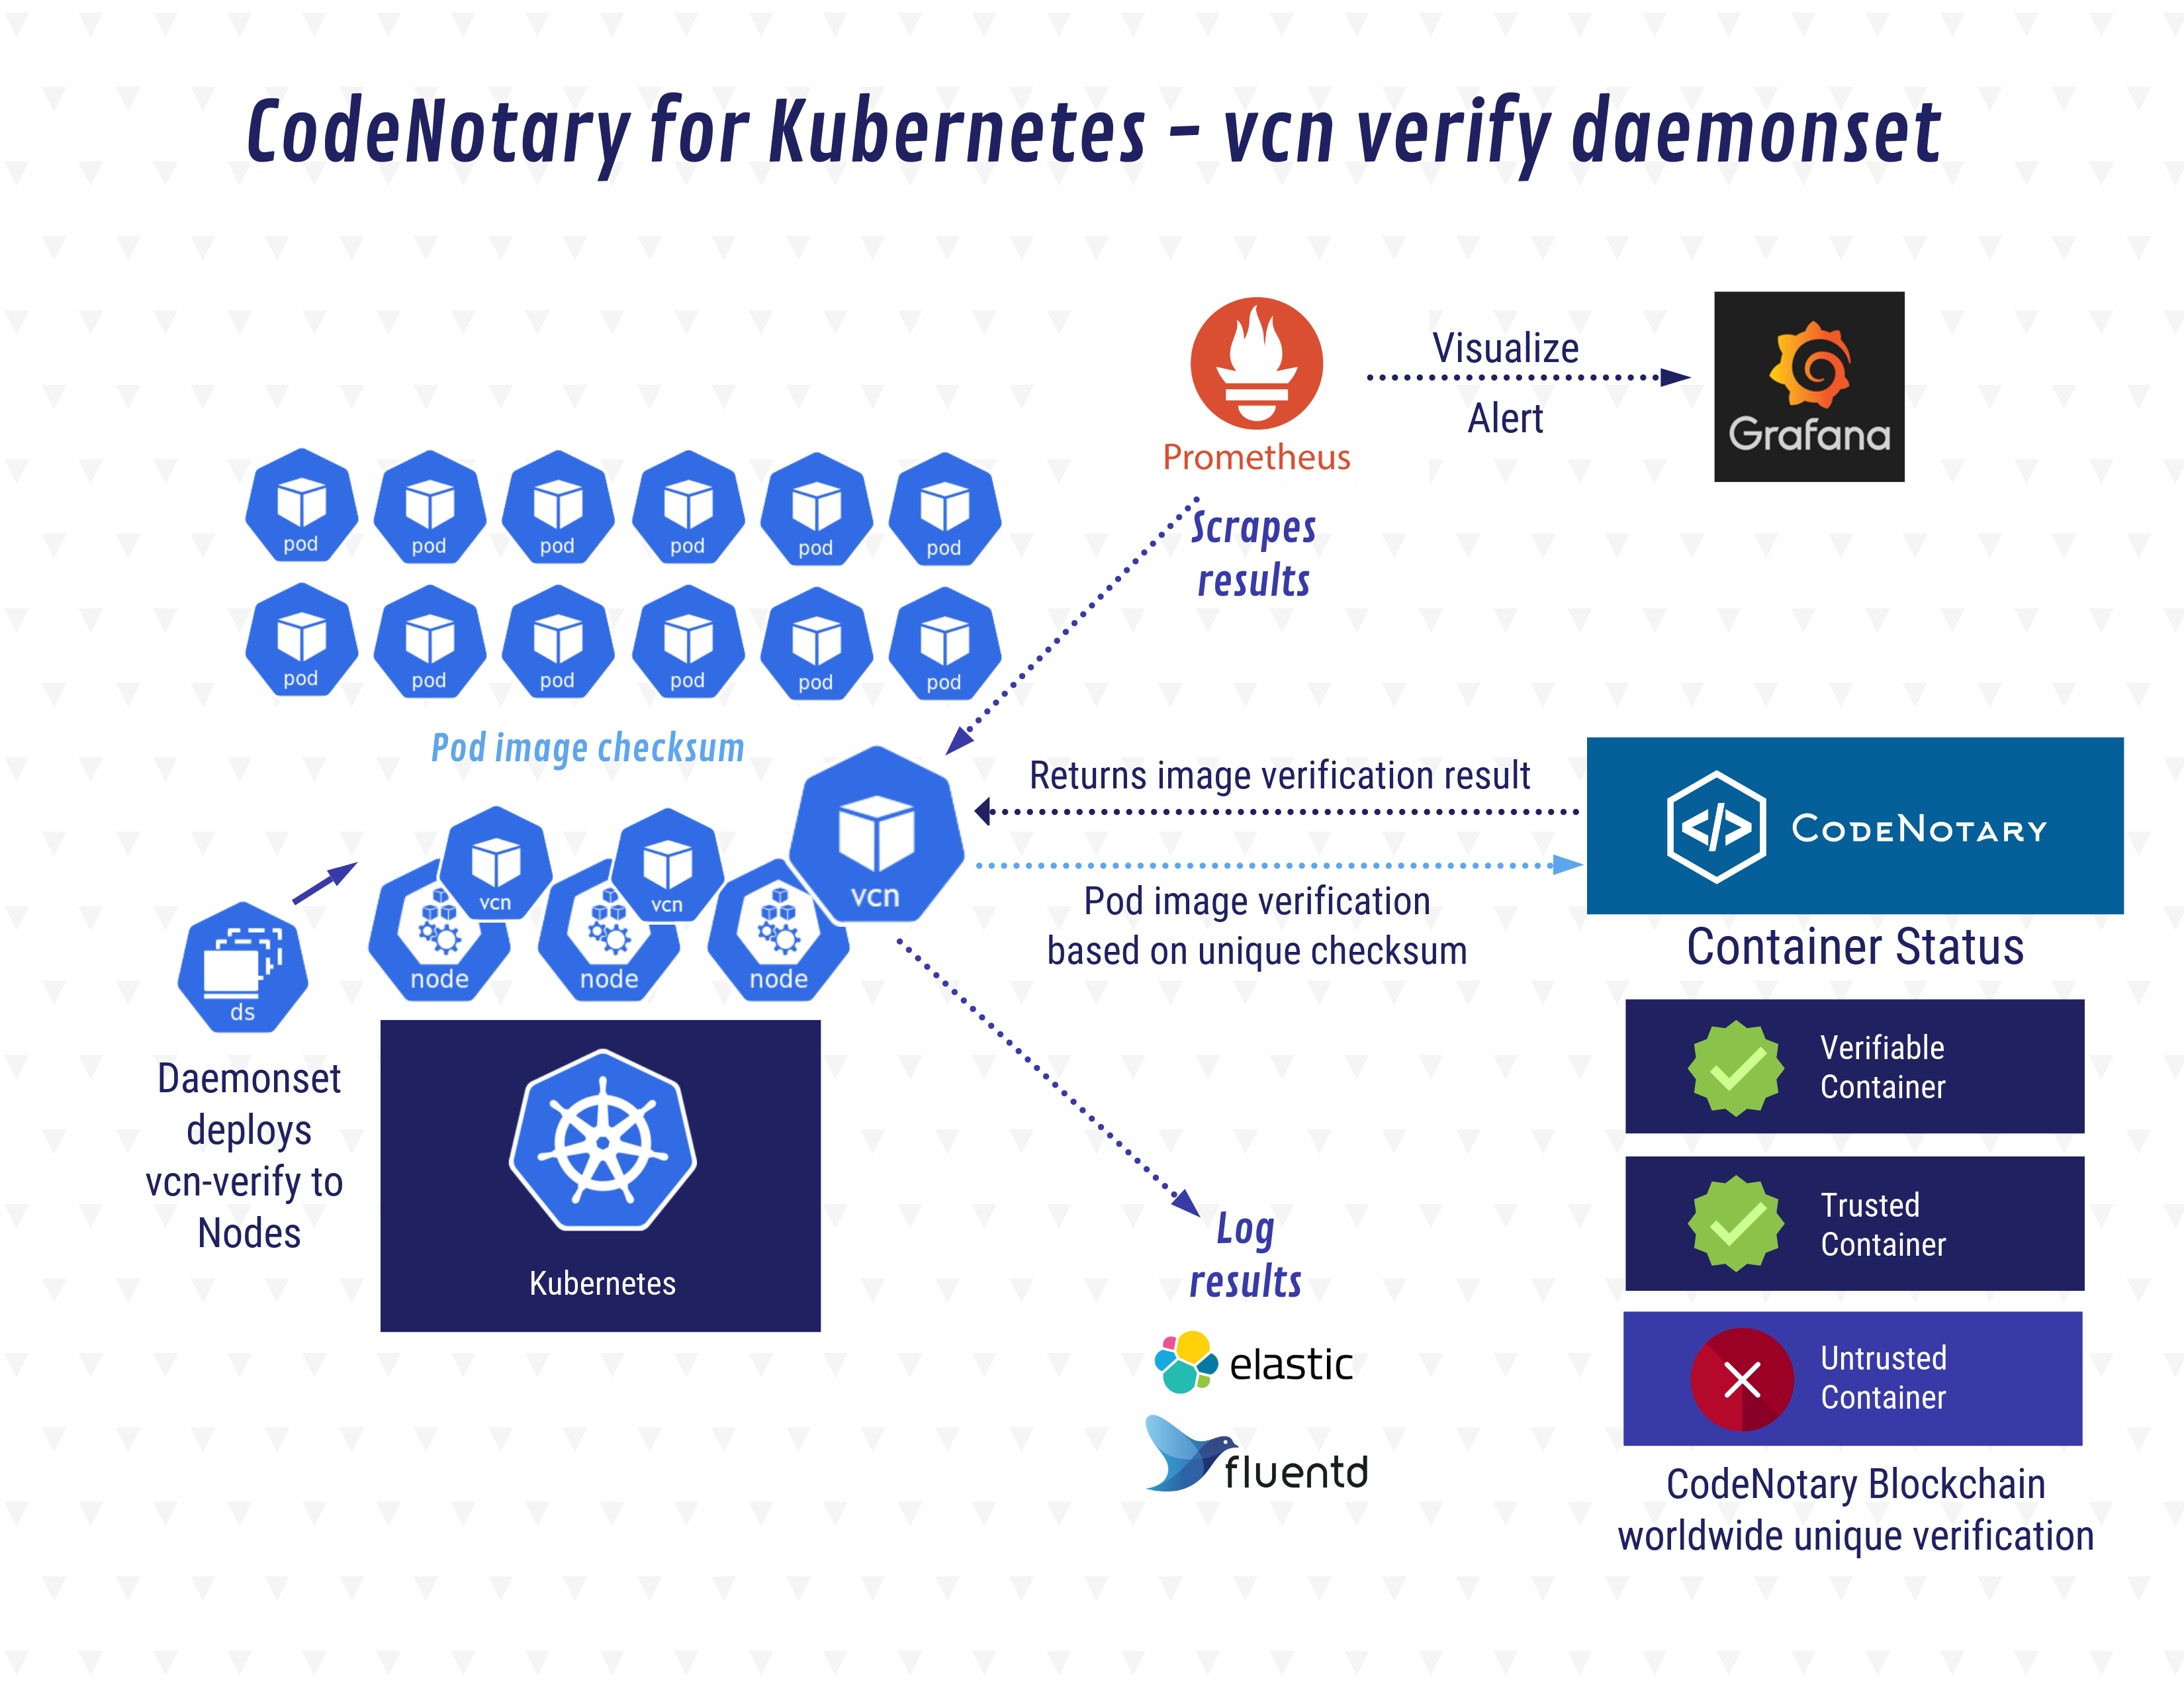 CodeNotary for Kubernetes – vcn verify daemonset
Prometheus
Visualize
Alert
Grafana
Scrapes
results
pod pod pod pod pod pod
pod pod pod pod pod pod
Pod image checksum
vcn vcn vcn
node node node
ds
Daemonset
deploys
vcn-verify to
Nodes
Kubernetes
Returns image verification result
Pod image verification
based on unique checksum
Log
results
elastic
fluentd
CODENOTARY
Container Status
Verifiable
Container
Trusted
Container
Untrusted
Container
CodeNotary Blockchain
worldwide unique verification